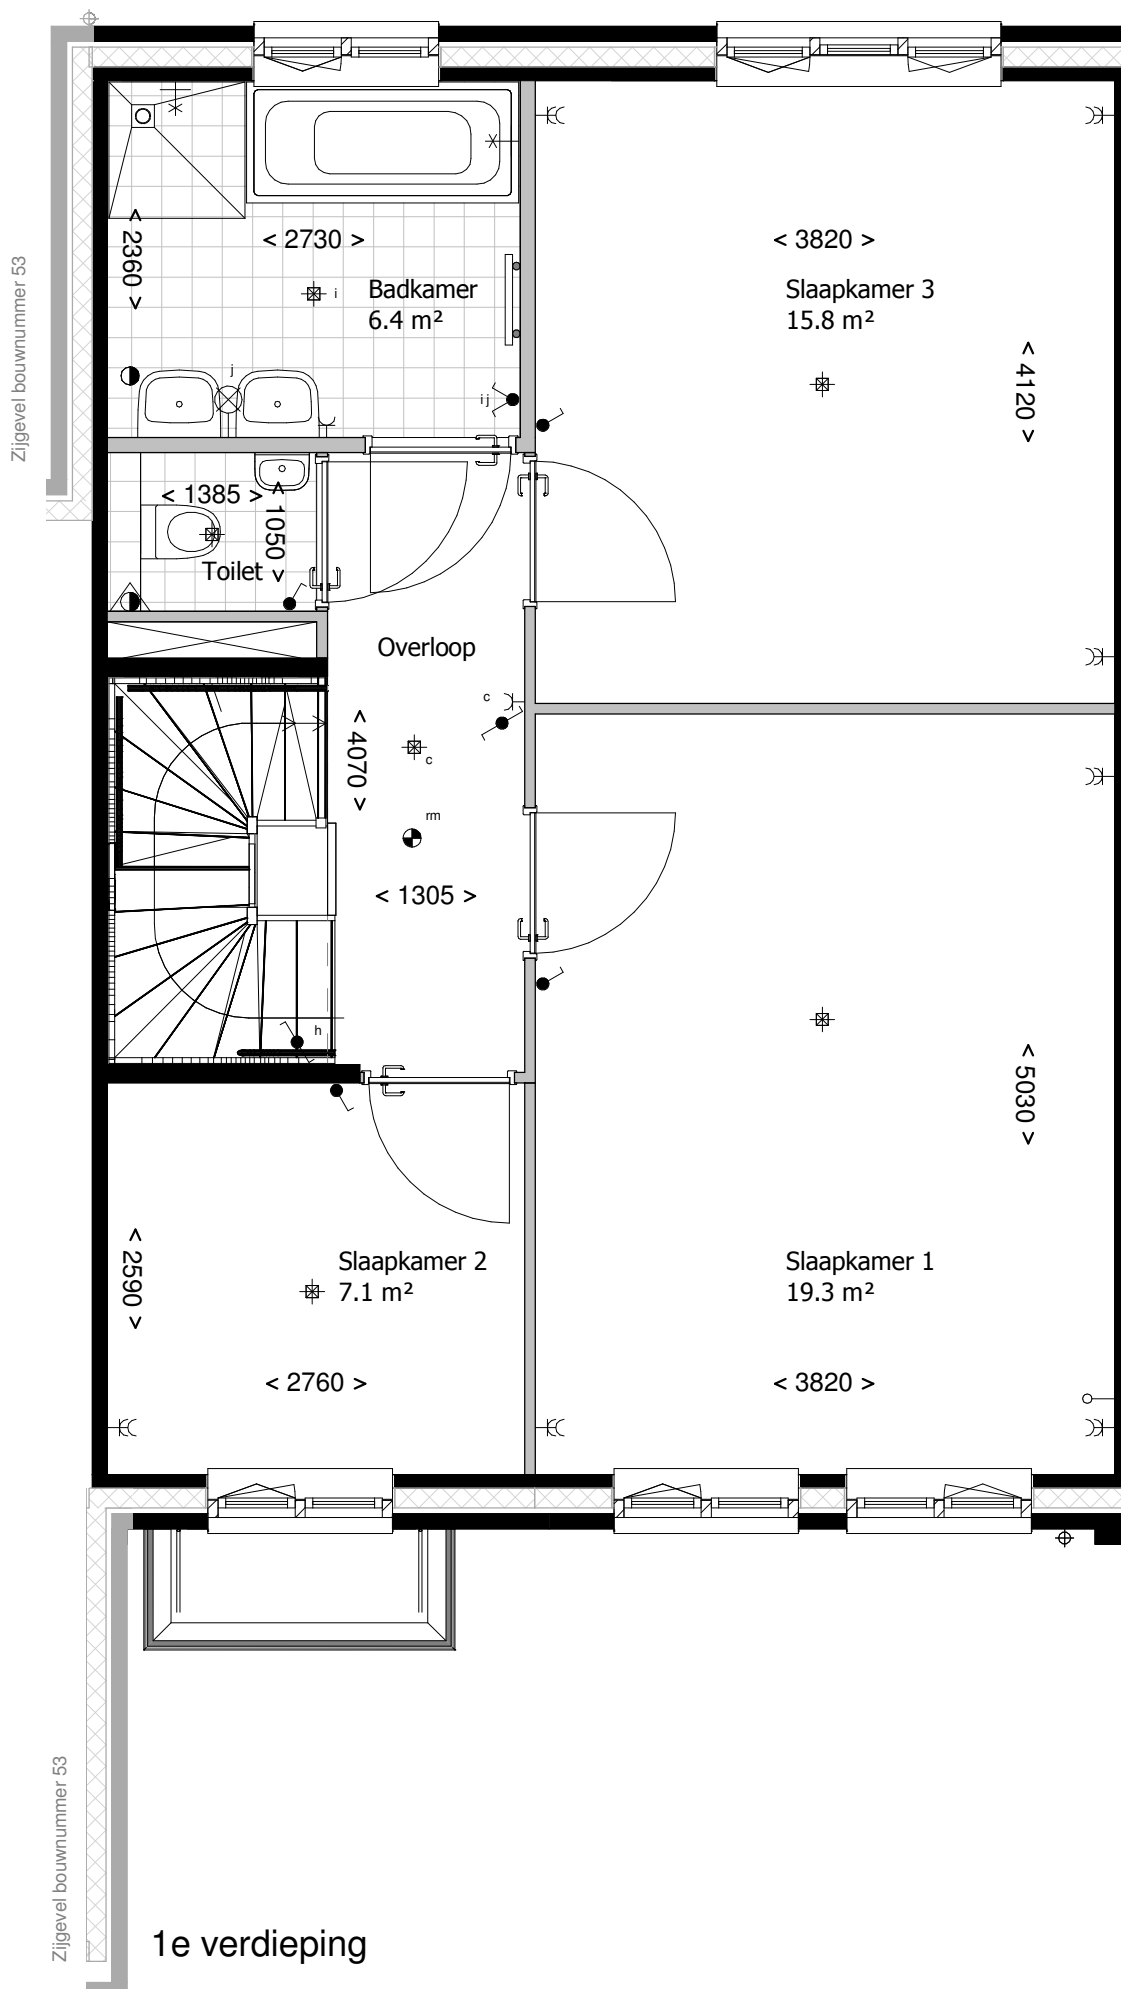 Zijgevel bouwnummer 53
< 2360 >
< 2730 >
i
Badkamer
6.4 m²
j
i j
< 3820 >
Slaapkamer 3
15.8 m²
< 4120 >
< 1385 >
< 1050 >
Toilet
Overloop
c
< 4070 >
c
rm
< 1305 >
h
< 5030 >
< 2590 >
Slaapkamer 2
7.1 m²
< 2760 >
Slaapkamer 1
19.3 m²
< 3820 >
Zijgevel bouwnummer 53
1e verdieping